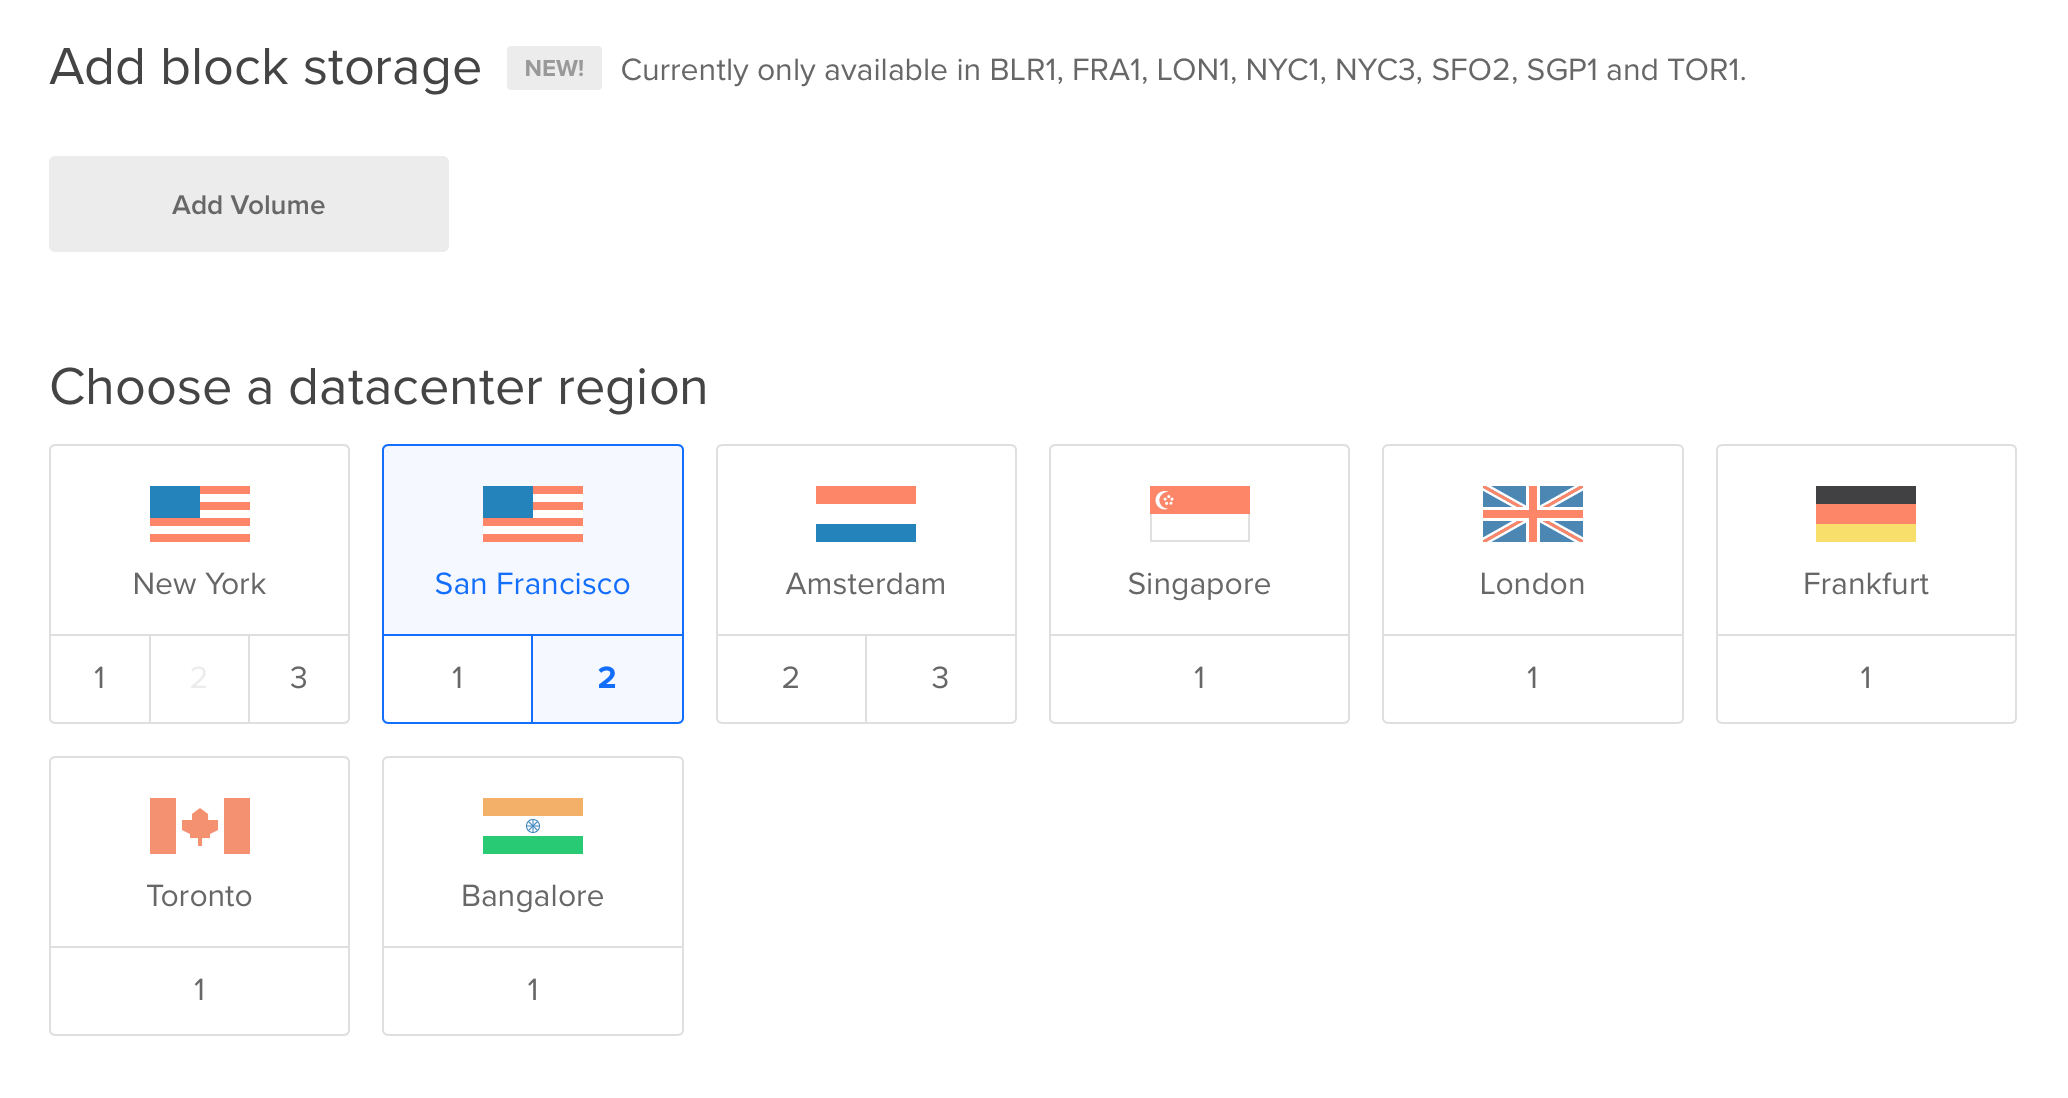 Add block storage NEW! Currently only available in BLR1, FRA1, LON1, NYC1, NYC3, SFO2, SGP1 and TOR1.
Add Volume
Choose a datacenter region
New York San Francisco Amsterdam Singapore London Frankfurt
1 2 3 1 2 2 3 1 1 1
Toronto Bangalore
1 1